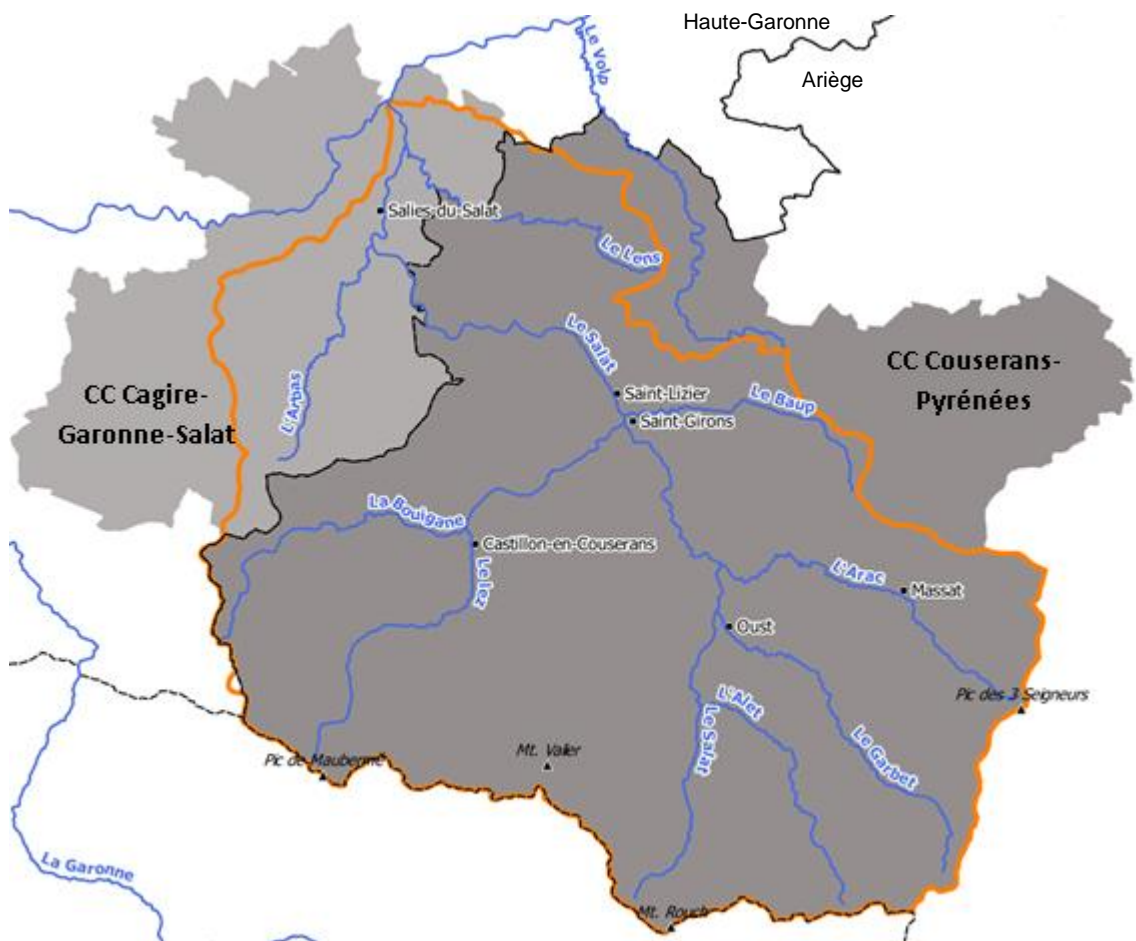 Haute-Garonne
Le Volp
Ariège
Salies-du-Salat
Le Lens
Le Salat
CC Couserans-
Pyrénées
CC Cagire-
Garonne-Salat
L'Arbas
Saint-Lizier
Le Baup
Saint-Girons
La Bouigane
Castillon-en-Couserans
Le lez
L'Arac
Massat
Oust
L'Alet
Pic des 3 Seigneurs
Le Salat
Le Garbet
Mt. Valier
Pic de Mauberme
La Garonne
Mt. Rouch